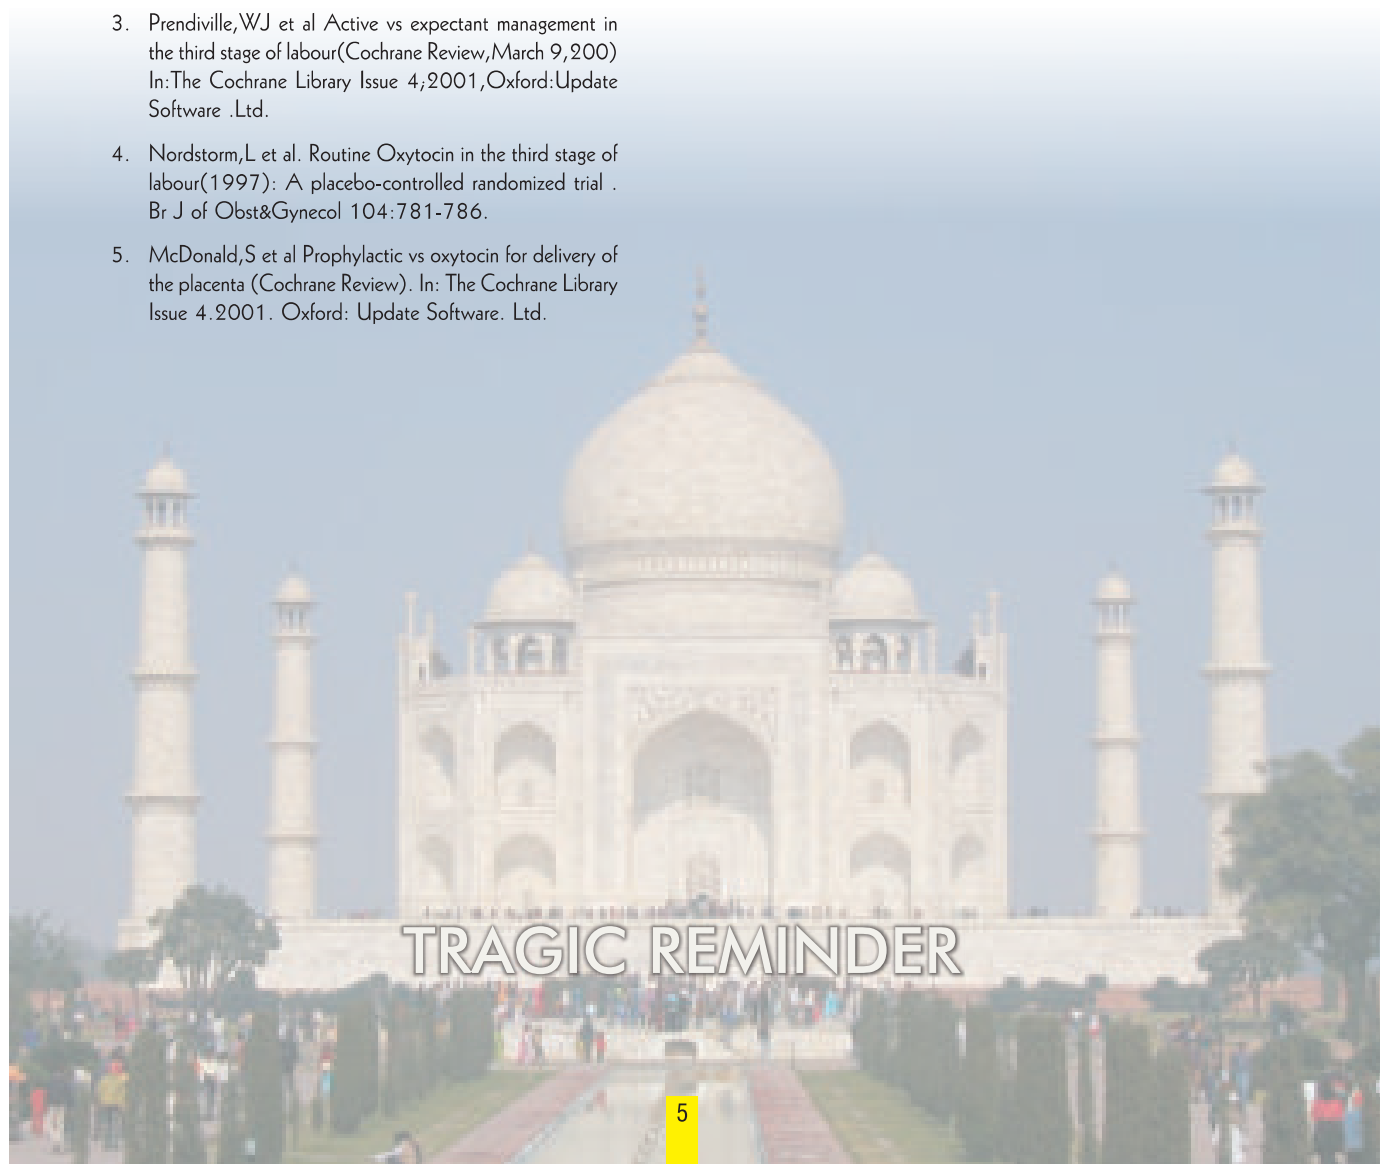 3. Prendiville,WJ et al Active vs expectant management in
the third stage of labour(Cochrane Review,March 9,200)
In:The Cochrane Library Issue 4;2001,Oxford:Update
Software .Ltd.
4. Nordstorm,L et al. Routine Oxytocin in the third stage of
labour(1997): A placebo-controlled randomized trial .
Br J of Obst&Gynecol 104:781-786.
5. McDonald,S et al Prophylactic vs oxytocin for delivery of
the placenta (Cochrane Review). In: The Cochrane Library
Issue 4.2001. Oxford: Update Software. Ltd.
TRAGIC REMINDER
5